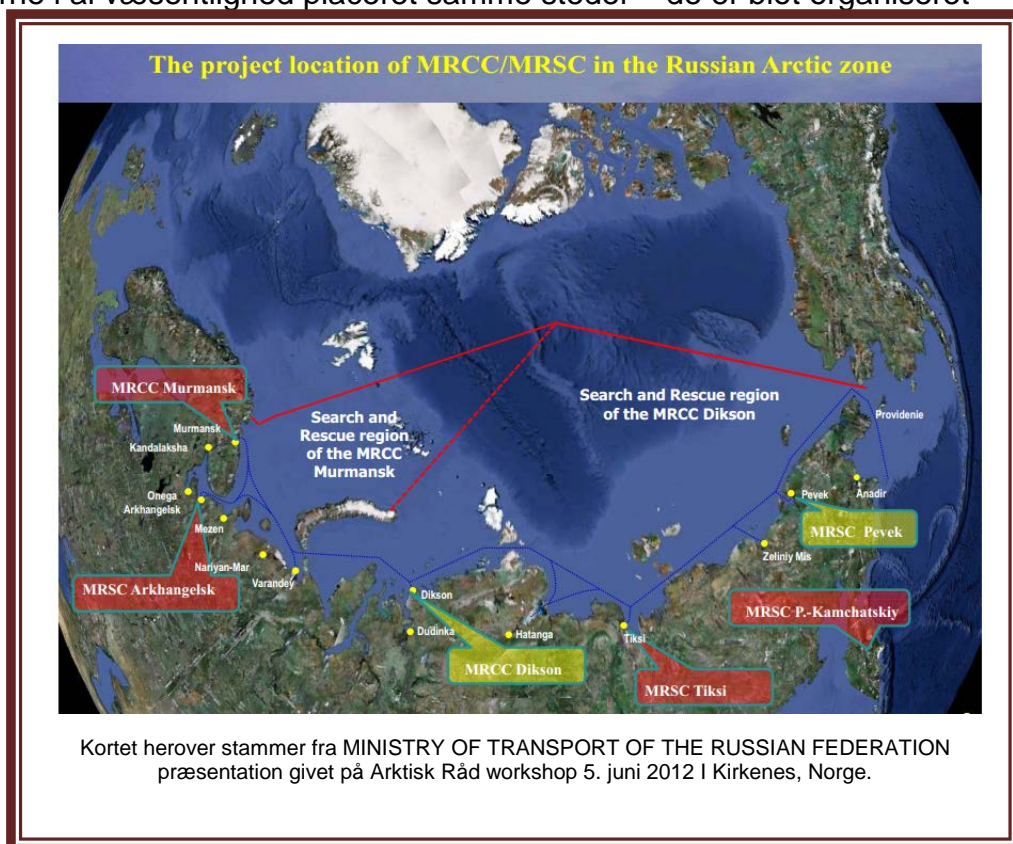 The project location of MRCC/MRSC in the Russian Arctic zone
MRCC Murmansk
Murmansk
Kandalaksha
Onega
Arkhangelsk
Mezen
MRSC Arkhangelsk
Nariyan-Mar
Varandey
Search and
Rescue region
of the MRCC
Murmansk
Search and Rescue region
of the MRCC Dikson
Dikson
Dudinka
Hatanga
MRCC Dikson
Tiksi
MRSC Tiksi
Providenie
Pevek
Anadir
MRSC Pevek
Zeliniy Mis
MRSC P.-Kamchatskiy
Kortet herover stammer fra MINISTRY OF TRANSPORT OF THE RUSSIAN FEDERATION
præsentation givet på Arktisk Råd workshop 5. juni 2012 I Kirkenes, Norge.